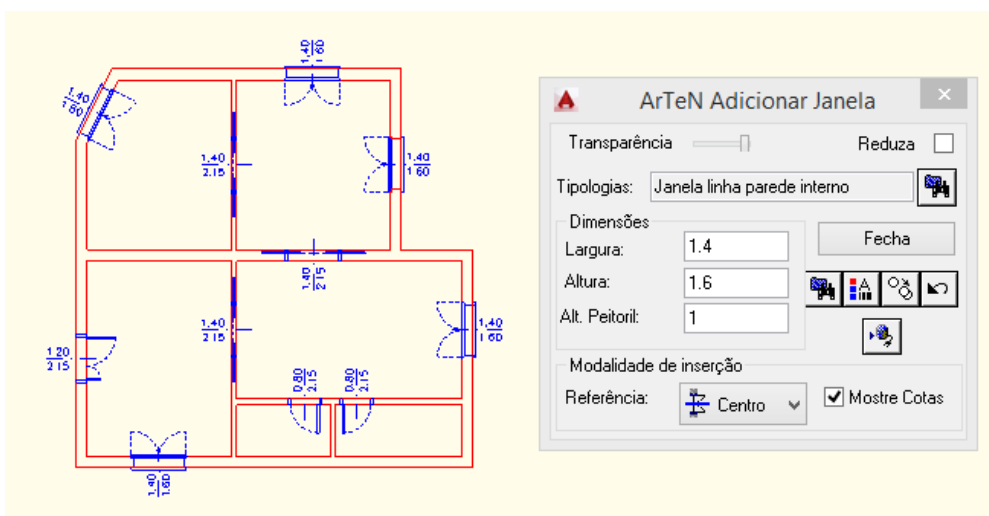 1.40
1.60
1.40
1.60
1.40
2.15
1.40
1.60
1.40
2.15
1.40
2.15
1.40
1.60
1.20
2.15
0.80
2.15
0.80
2.15
1.40
1.60
ArTeN Adicionar Janela
Transparência
Reduza
Tipologias:
Janela linha parede interno
Dimensões
Largura:
1.4
Fecha
Altura:
1.6
Alt. Peitoril:
1
Modalidade de inserção
Referência:
Centro
Mostre Cotas